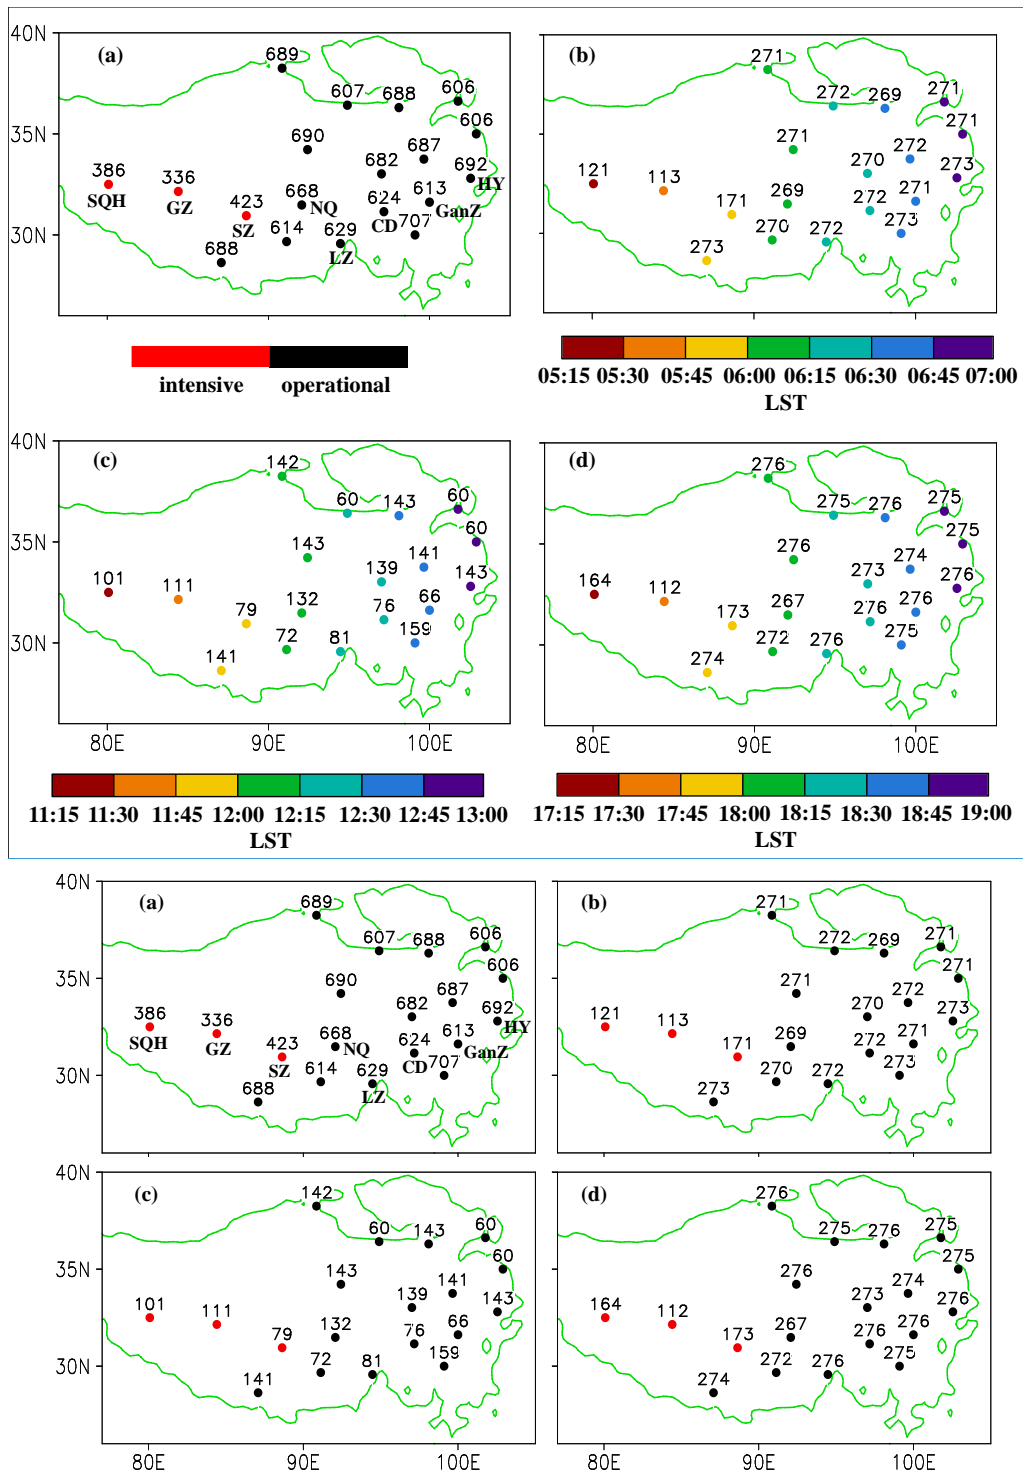 40N
(a)
689
607
688
606
606
35N
690
687
682
692
HY
386
336
668
624
613
SQH
GZ
423
NQ
GanZ
SZ
614
CD
707
30N
629
688
LZ
(b)
271
272
269
271
271
271
272
270
273
121
113
171
269
272
271
270
272
273
273
intensive
operational
05:15 05:30 05:45 06:00 06:15 06:30 06:45 07:00
LST
40N
(c)
142
60
143
60
60
35N
143
141
139
143
101
111
79
132
76
66
72
81
159
30N
141
80E
90E
100E
(d)
276
275
276
275
275
276
274
273
276
164
112
173
267
276
276
272
276
275
274
80E
90E
100E
11:15 11:30 11:45 12:00 12:15 12:30 12:45 13:00
LST
17:15 17:30 17:45 18:00 18:15 18:30 18:45 19:00
LST
40N
(a)
689
607
688
606
606
35N
690
687
682
692
HY
386
336
668
624
613
SQH
GZ
423
NQ
GanZ
SZ
614
CD
707
30N
629
688
LZ
(b)
271
272
269
271
271
271
272
270
273
121
113
171
269
272
271
270
272
273
273
40N
(c)
142
60
143
60
60
35N
143
141
139
143
101
111
79
132
76
66
72
81
159
30N
141
80E
90E
100E
(d)
276
275
276
275
275
276
274
273
276
164
112
173
267
276
276
272
276
275
274
80E
90E
100E